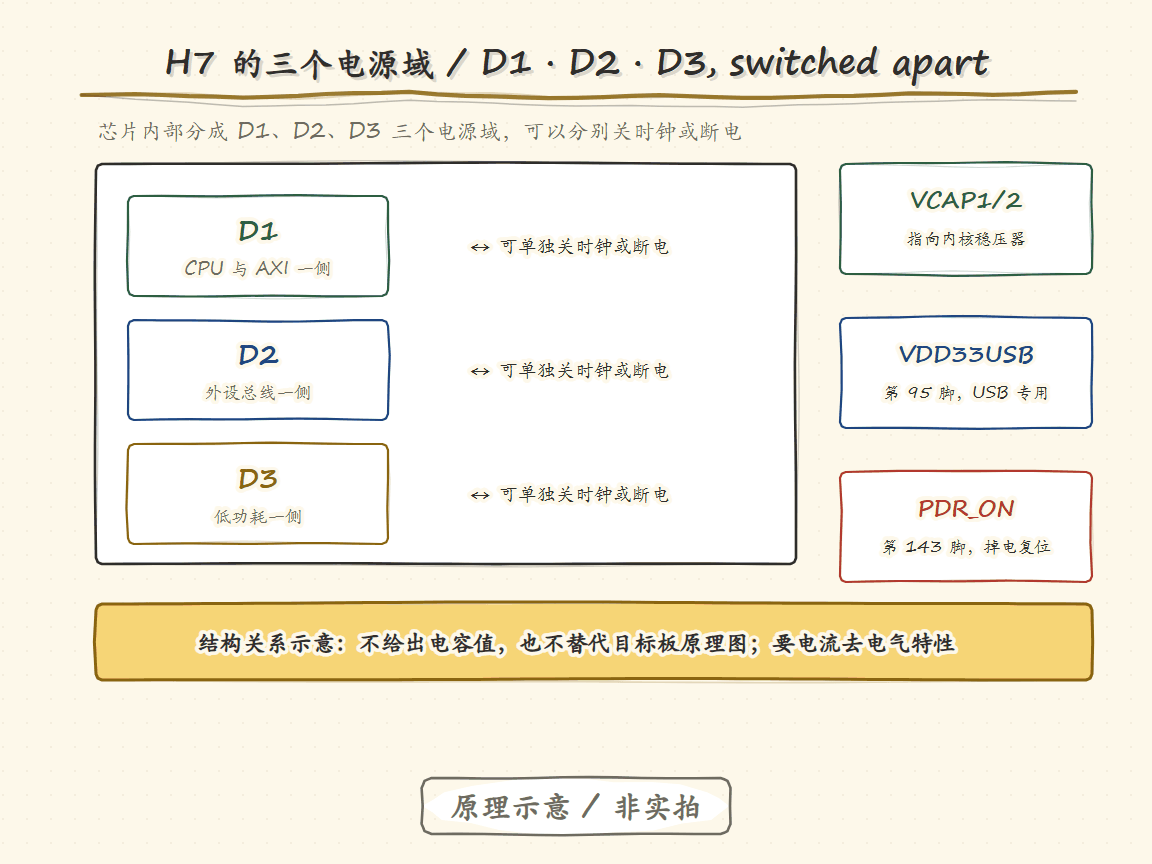 H7 的三个电源域 / D1 · D2 · D3, switched apart
芯片内部分成 D1、D2、D3 三个电源域，可以分别关时钟或断电
D1
CPU 与 AXI 一侧
↔ 可单独关时钟或断电
D2
外设总线一侧
↔ 可单独关时钟或断电
D3
低功耗一侧
↔ 可单独关时钟或断电
VCAP1/2
指向内核稳压器
VDD33USB
第 95 脚，USB 专用
PDR_ON
第 143 脚，掉电复位
结构关系示意：不给出电容值，也不替代目标板原理图；要电流去电气特性
原理示意 / 非实拍